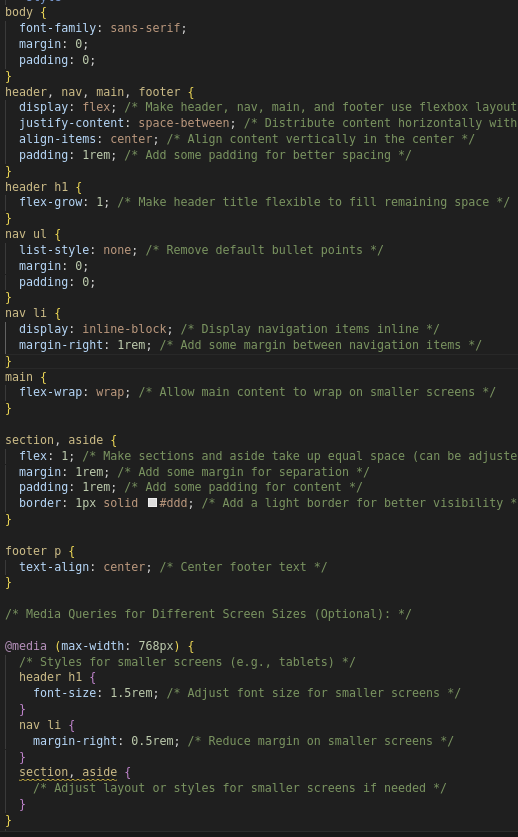 body {
font-family: sans-serif;
margin: 0;
padding: 0;
}
header, nav, main, footer {
display: flex; /* Make header, nav, main, and footer use flexbox layout
justify-content: space-between; /* Distribute content horizontally with
align-items: center; /* Align content vertically in the center */
padding: 1rem; /* Add some padding for better spacing */
}
header h1 {
flex-grow: 1; /* Make header title flexible to fill remaining space */
}
nav ul {
list-style: none; /* Remove default bullet points */
margin: 0;
padding: 0;
}
nav li {
display: inline-block; /* Display navigation items inline */
margin-right: 1rem; /* Add some margin between navigation items */
}
main {
flex-wrap: wrap; /* Allow main content to wrap on smaller screens */
}
section, aside {
flex: 1; /* Make sections and aside take up equal space (can be adjuste
margin: 1rem; /* Add some margin for separation */
padding: 1rem; /* Add some padding for content */
border: 1px solid #ddd; /* Add a light border for better visibility *
}
footer p {
text-align: center; /* Center footer text */
}
/* Media Queries for Different Screen Sizes (Optional): */
@media (max-width: 768px) {
/* Styles for smaller screens (e.g., tablets) */
header h1 {
font-size: 1.5rem; /* Adjust font size for smaller screens */
}
nav li {
margin-right: 0.5rem; /* Reduce margin on smaller screens */
}
section, aside {
/* Adjust layout or styles for smaller screens if needed */
}
}